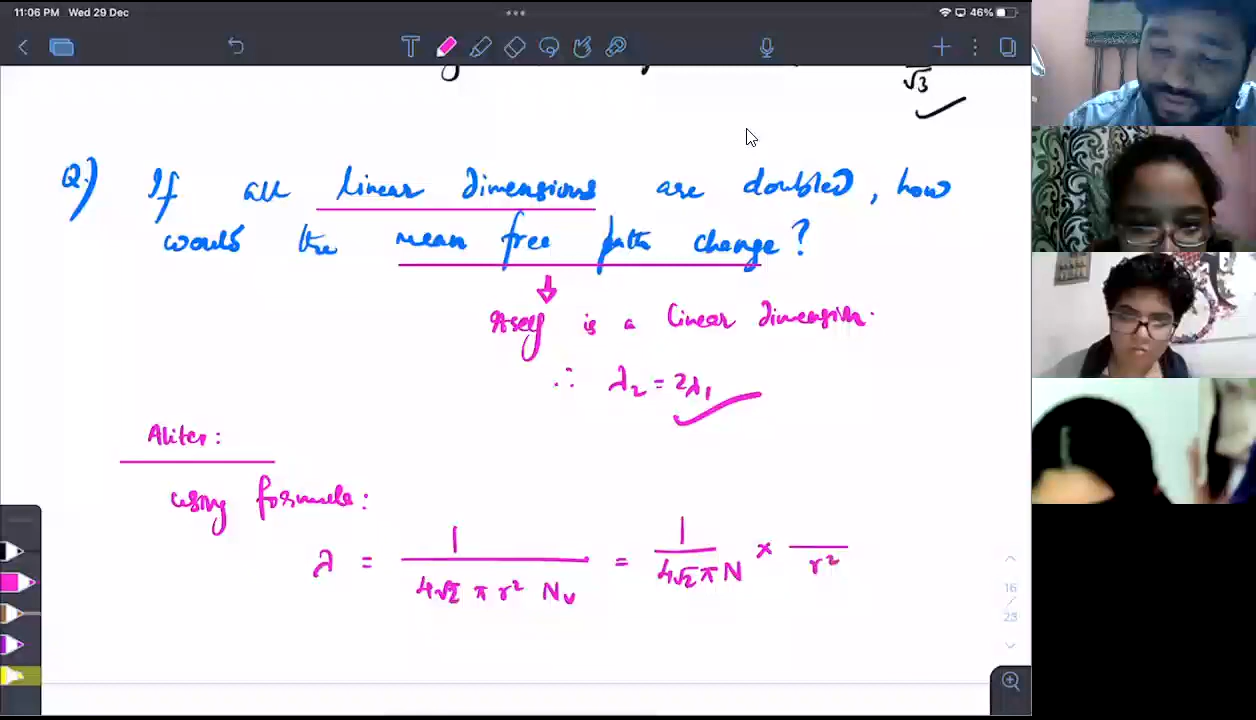 11:06 PM Wed 29 Dec
46%
√3
Q.) If all linear dimensions are doubled, how
would the mean free path change?
Itself is a linear dimension.
∴ λ₂ = 2λ₁
Aliter:
using formula:
λ = 1 / (4√2 π r² Nᵥ) = 1 / (4√2 π N) × / r²
16
23